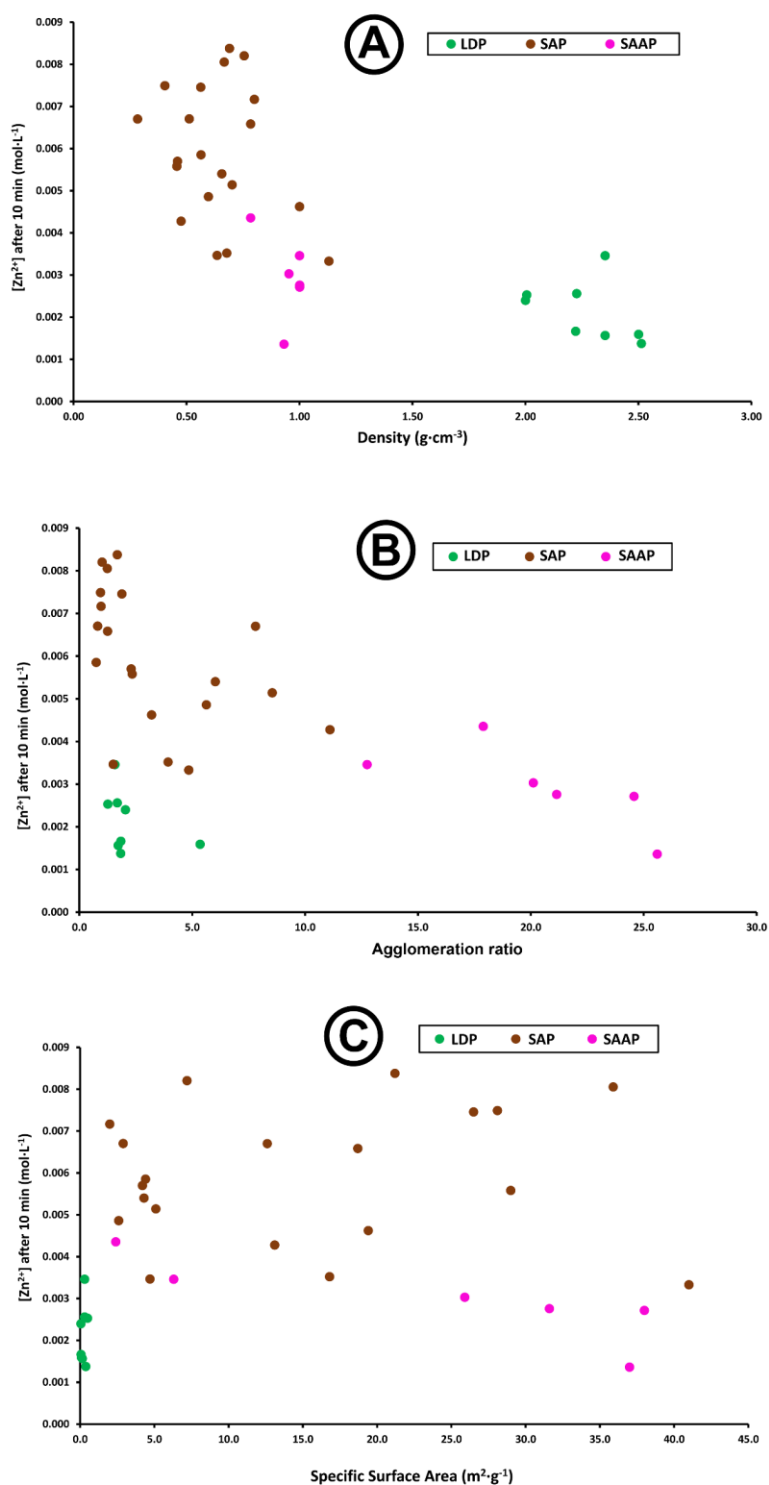 A
LDP SAP SAAP
[Zn²⁺] after 10 min (mol·L⁻¹)
0.009
0.008
0.007
0.006
0.005
0.004
0.003
0.002
0.001
0.000
0.00 0.50 1.00 1.50 2.00 2.50 3.00
Density (g·cm⁻³)
B
LDP SAP SAAP
[Zn²⁺] after 10 min (mol·L⁻¹)
0.009
0.008
0.007
0.006
0.005
0.004
0.003
0.002
0.001
0.000
0.0 5.0 10.0 15.0 20.0 25.0 30.0
Agglomeration ratio
C
LDP SAP SAAP
[Zn²⁺] after 10 min (mol·L⁻¹)
0.009
0.008
0.007
0.006
0.005
0.004
0.003
0.002
0.001
0.000
0.0 5.0 10.0 15.0 20.0 25.0 30.0 35.0 40.0 45.0
Specific Surface Area (m²·g⁻¹)